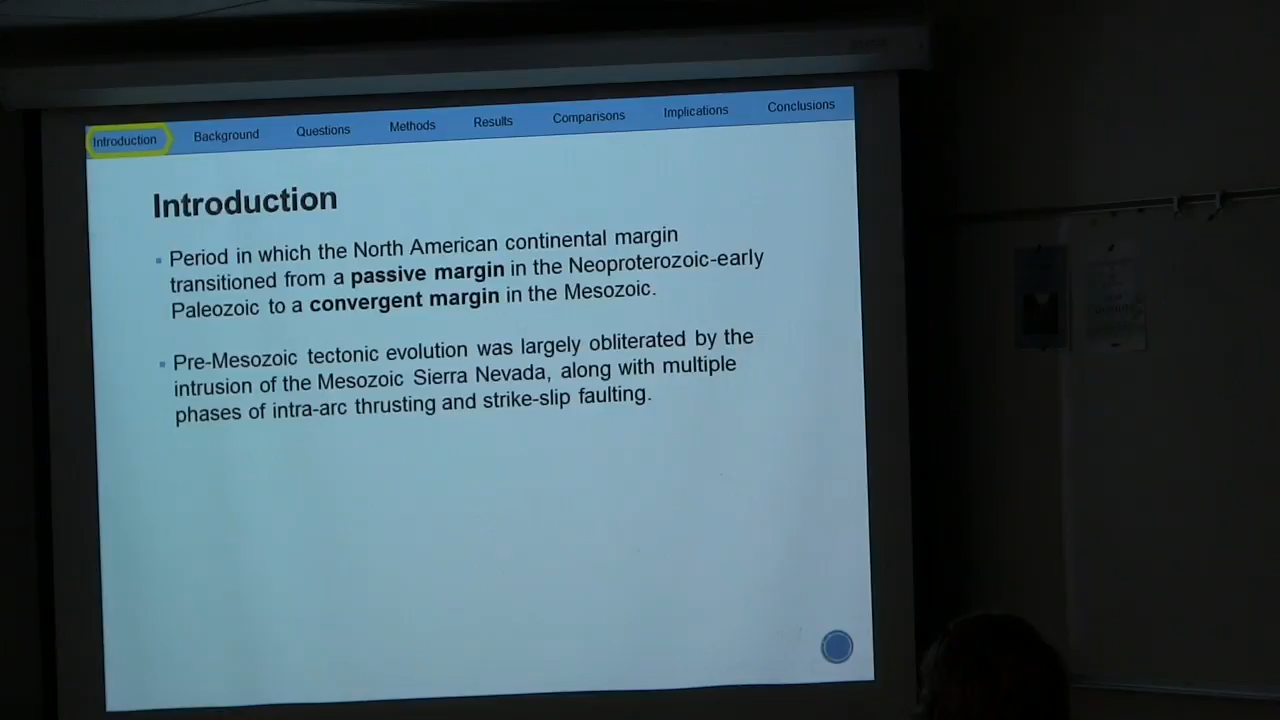 Introduction Background Questions Methods Results Comparisons Implications Conclusions
Introduction
Period in which the North American continental margin
transitioned from a passive margin in the Neoproterozoic-early
Paleozoic to a convergent margin in the Mesozoic.
Pre-Mesozoic tectonic evolution was largely obliterated by the
intrusion of the Mesozoic Sierra Nevada, along with multiple
phases of intra-arc thrusting and strike-slip faulting.